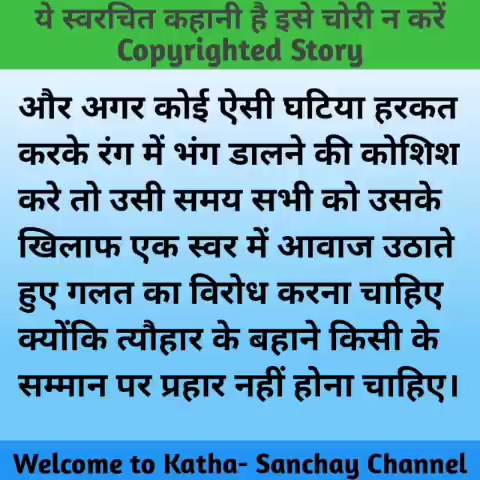 ये स्वरचित कहानी है इसे चोरी न करें
Copyrighted Story
और अगर कोई ऐसी घटिया हरकत
करके रंग में भंग डालने की कोशिश
करे तो उसी समय सभी को उसके
खिलाफ एक स्वर में आवाज उठाते
हुए गलत का विरोध करना चाहिए
क्योंकि त्यौहार के बहाने किसी के
सम्मान पर प्रहार नहीं होना चाहिए।
Welcome to Katha- Sanchay Channel